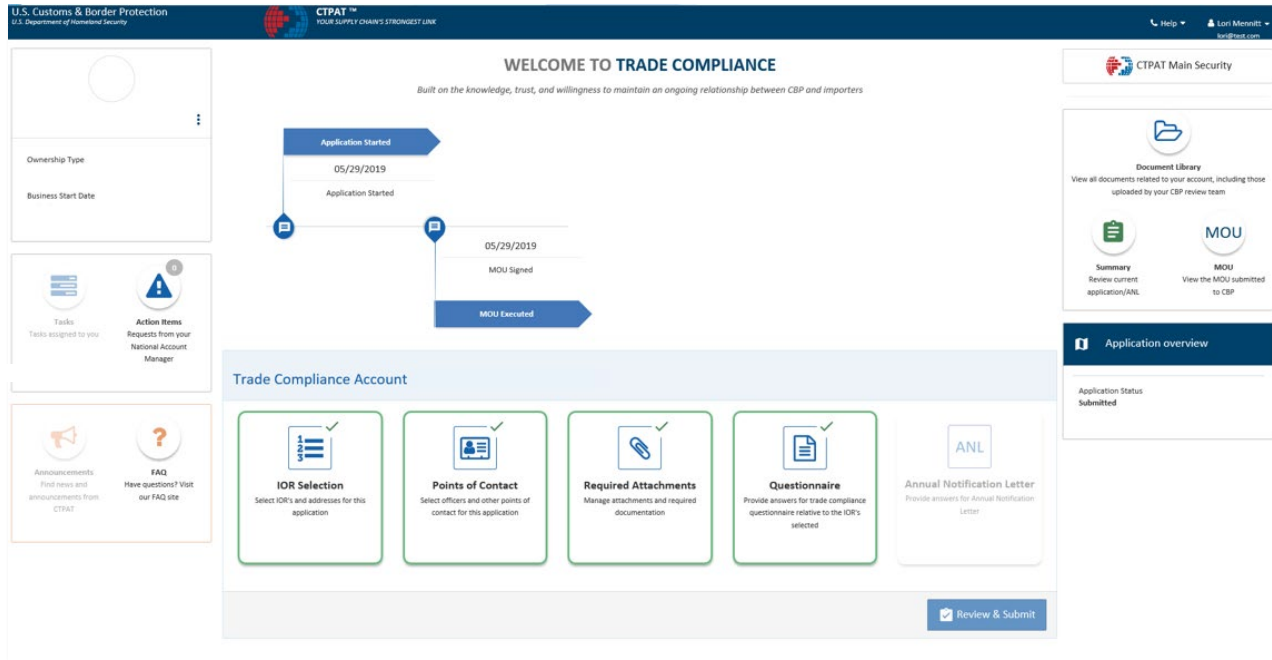 U.S. Customs & Border Protection
U.S. Department of Homeland Security
CTPAT ™
YOUR SUPPLY CHAIN'S STRONGEST LINK
Help
Lori Mennitt
lori@test.com
Ownership Type
Business Start Date
Tasks
Tasks assigned to you
0
Action Items
Requests from your
National Account
Manager
Announcements
Find news and
announcements from
CTPAT
?
FAQ
Have questions? Visit
our FAQ site
WELCOME TO TRADE COMPLIANCE
Built on the knowledge, trust, and willingness to maintain an ongoing relationship between CBP and importers
Application Started
05/29/2019
Application Started
05/29/2019
MOU Signed
MOU Executed
Trade Compliance Account
1
2
3
IOR Selection
Select IOR's and addresses for this
application
Points of Contact
Select officers and other points of
contact for this application
Required Attachments
Manage attachments and required
documentation
Questionnaire
Provide answers for trade compliance
questionnaire relative to the IOR's
selected
ANL
Annual Notification Letter
Provide answers for Annual Notification
Letter
Review & Submit
CTPAT Main Security
Document Library
View all documents related to your account, including those
uploaded by your CBP review team
Summary
Review current
application/ANL
MOU
MOU
View the MOU submitted
to CBP
Application overview
Application Status
Submitted